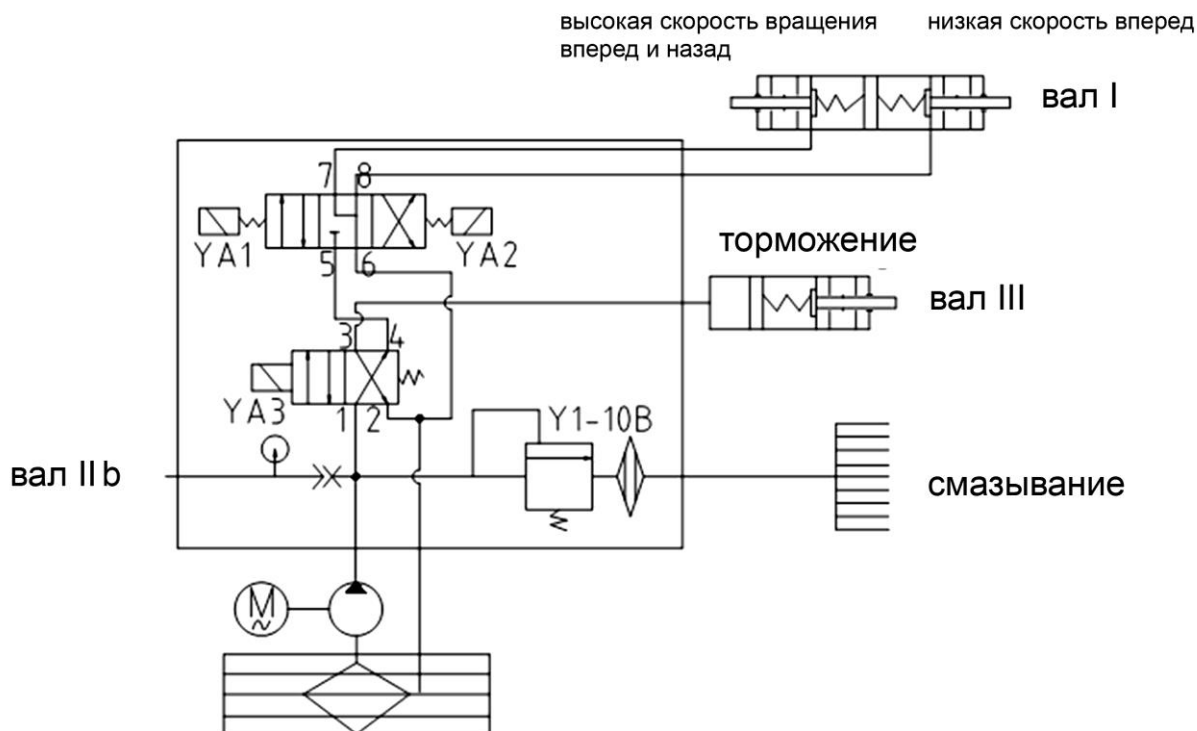 высокая скорость вращения
вперед и назад
низкая скорость вперед
вал I
7 8
YA1
YA2
5 6
торможение
вал III
3 4
YA3
1 2
Y1-10B
вал II b
смазывание
M
~